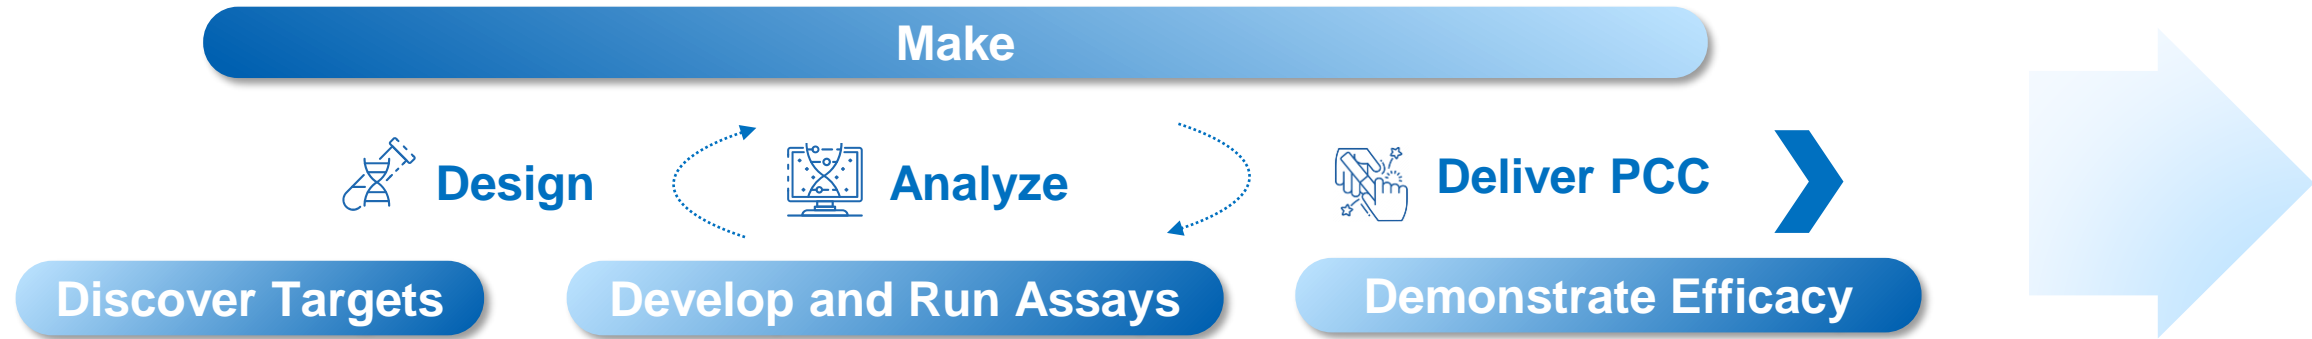 Make
Design
Analyze
Deliver PCC
Discover Targets
Develop and Run Assays
Demonstrate Efficacy